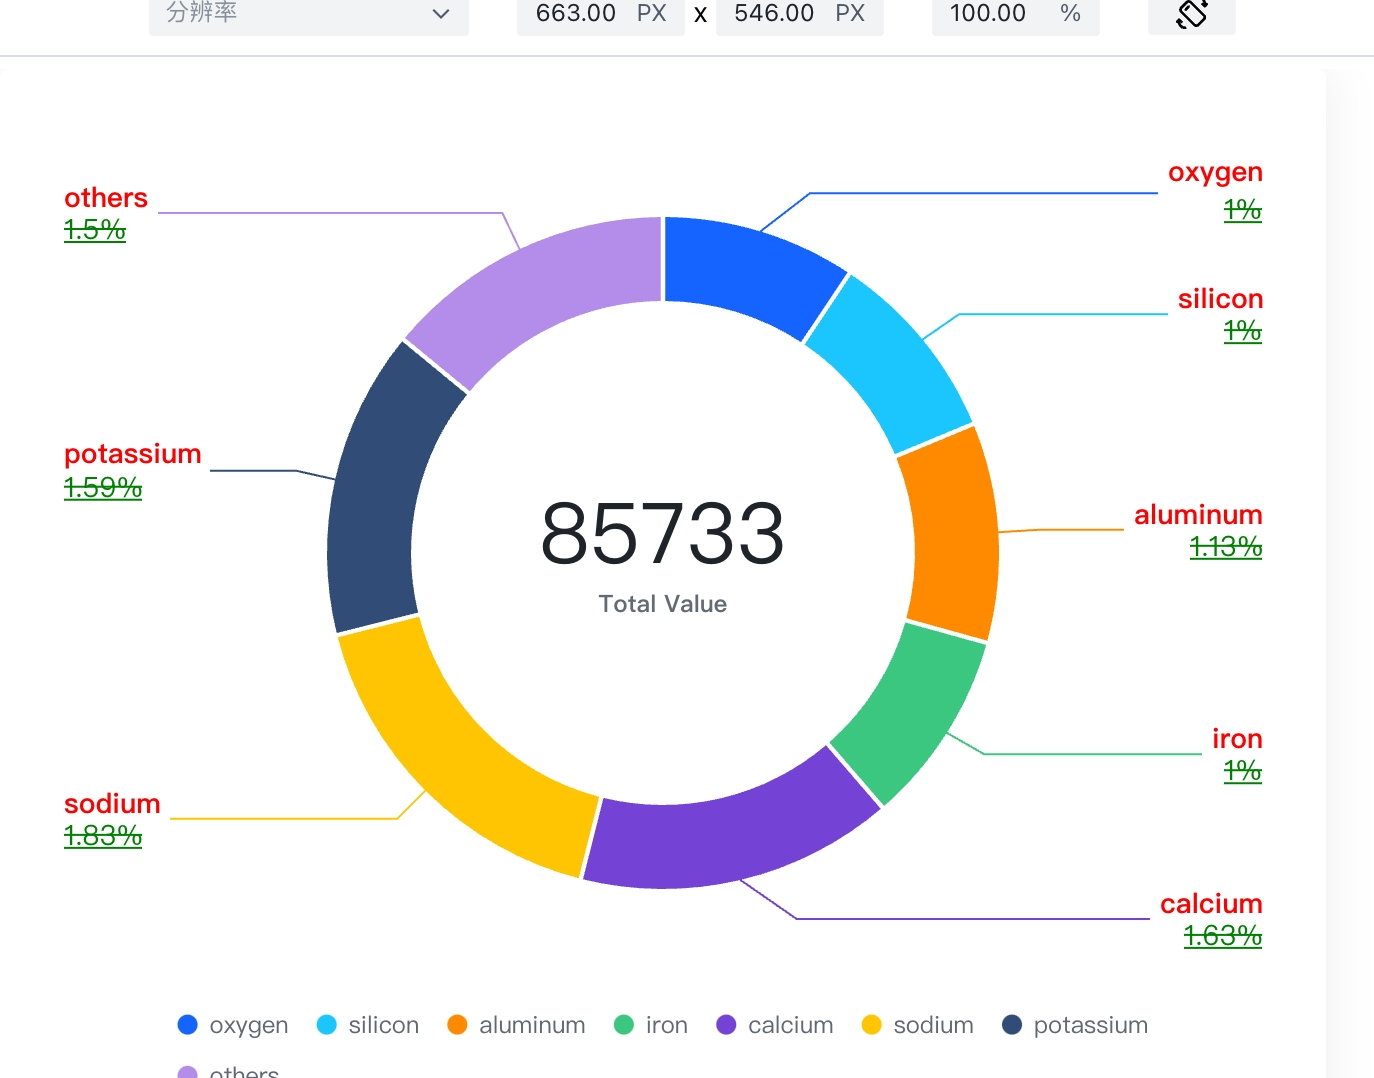 分辨率 663.00 PX x 546.00 PX 100.00 %
others
1.5%
oxygen
1%
silicon
1%
potassium
1.59%
85733
Total Value
aluminum
1.13%
iron
1%
sodium
1.83%
calcium
1.63%
oxygen silicon aluminum iron calcium sodium potassium
others